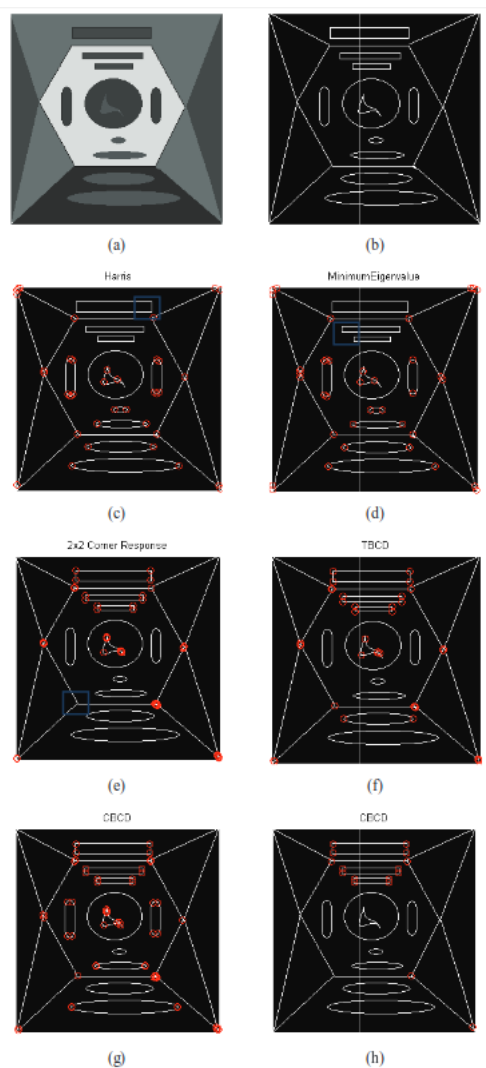 (a) (b)
Harris MinimumEigenvalue
(c) (d)
2x2 Corner Response TBCD
(e) (f)
CBCD CBCD
(g) (h)